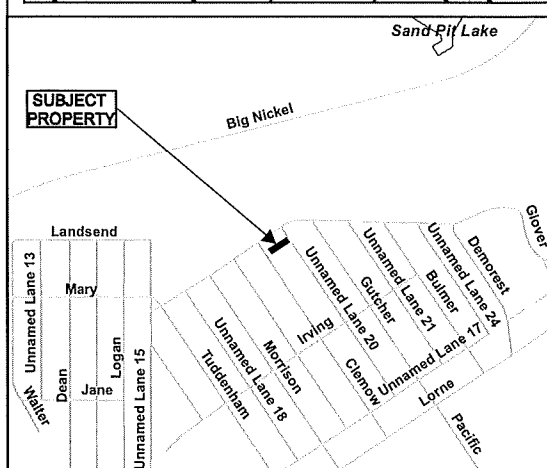 Sand Pit Lake
SUBJECT
PROPERTY
Big Nickel
Landsend
Glover
Unnamed Lane 13
Mary
Dean
Logan
Jane
Walter
Unnamed Lane 15
Tuddenham
Unnamed Lane 18
Morrison
Irving
Clemow
Unnamed Lane 20
Gutcher
Unnamed Lane 21
Bulmer
Unnamed Lane 24
Demorest
Unnamed Lane 17
Lorne
Pacific